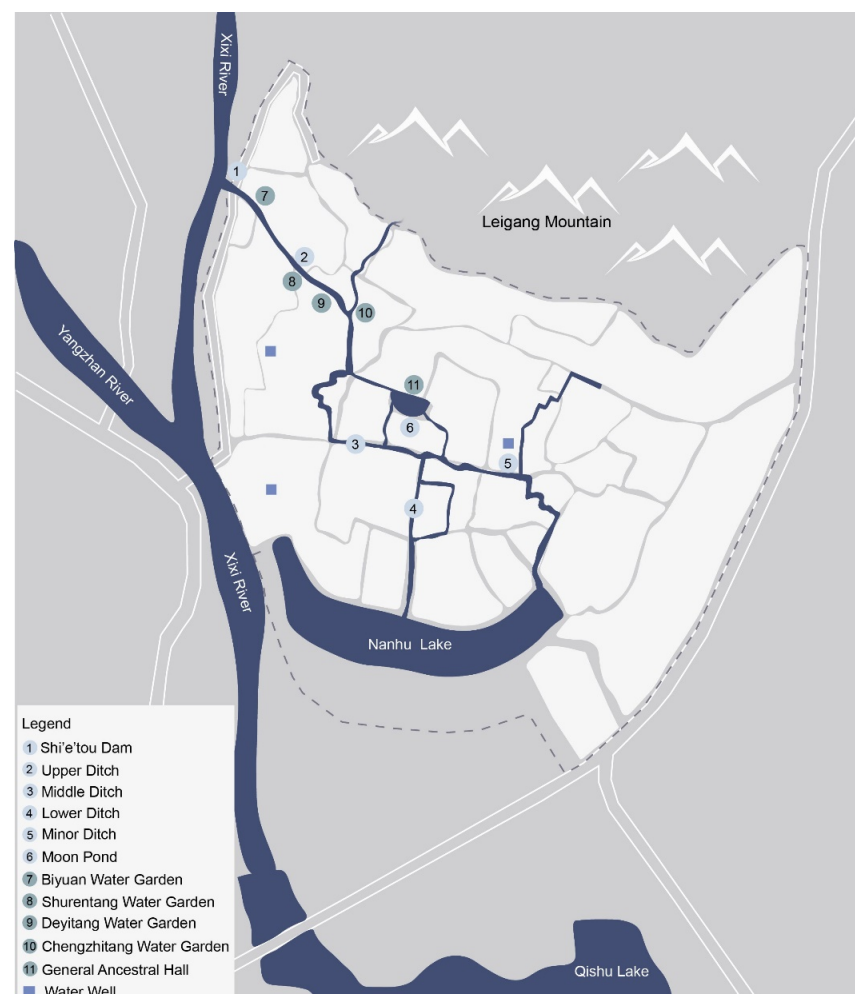 Xixi River
1
7
Leigang Mountain
2
8
9
10
Yangzhan River
11
6
3
5
4
Xixi River
Nanhu Lake
Legend
1 Shi'e'tou Dam
2 Upper Ditch
3 Middle Ditch
4 Lower Ditch
5 Minor Ditch
6 Moon Pond
7 Biyuan Water Garden
8 Shurentang Water Garden
9 Deyitang Water Garden
10 Chengzhitang Water Garden
11 General Ancestral Hall
Water Well
Qishu Lake